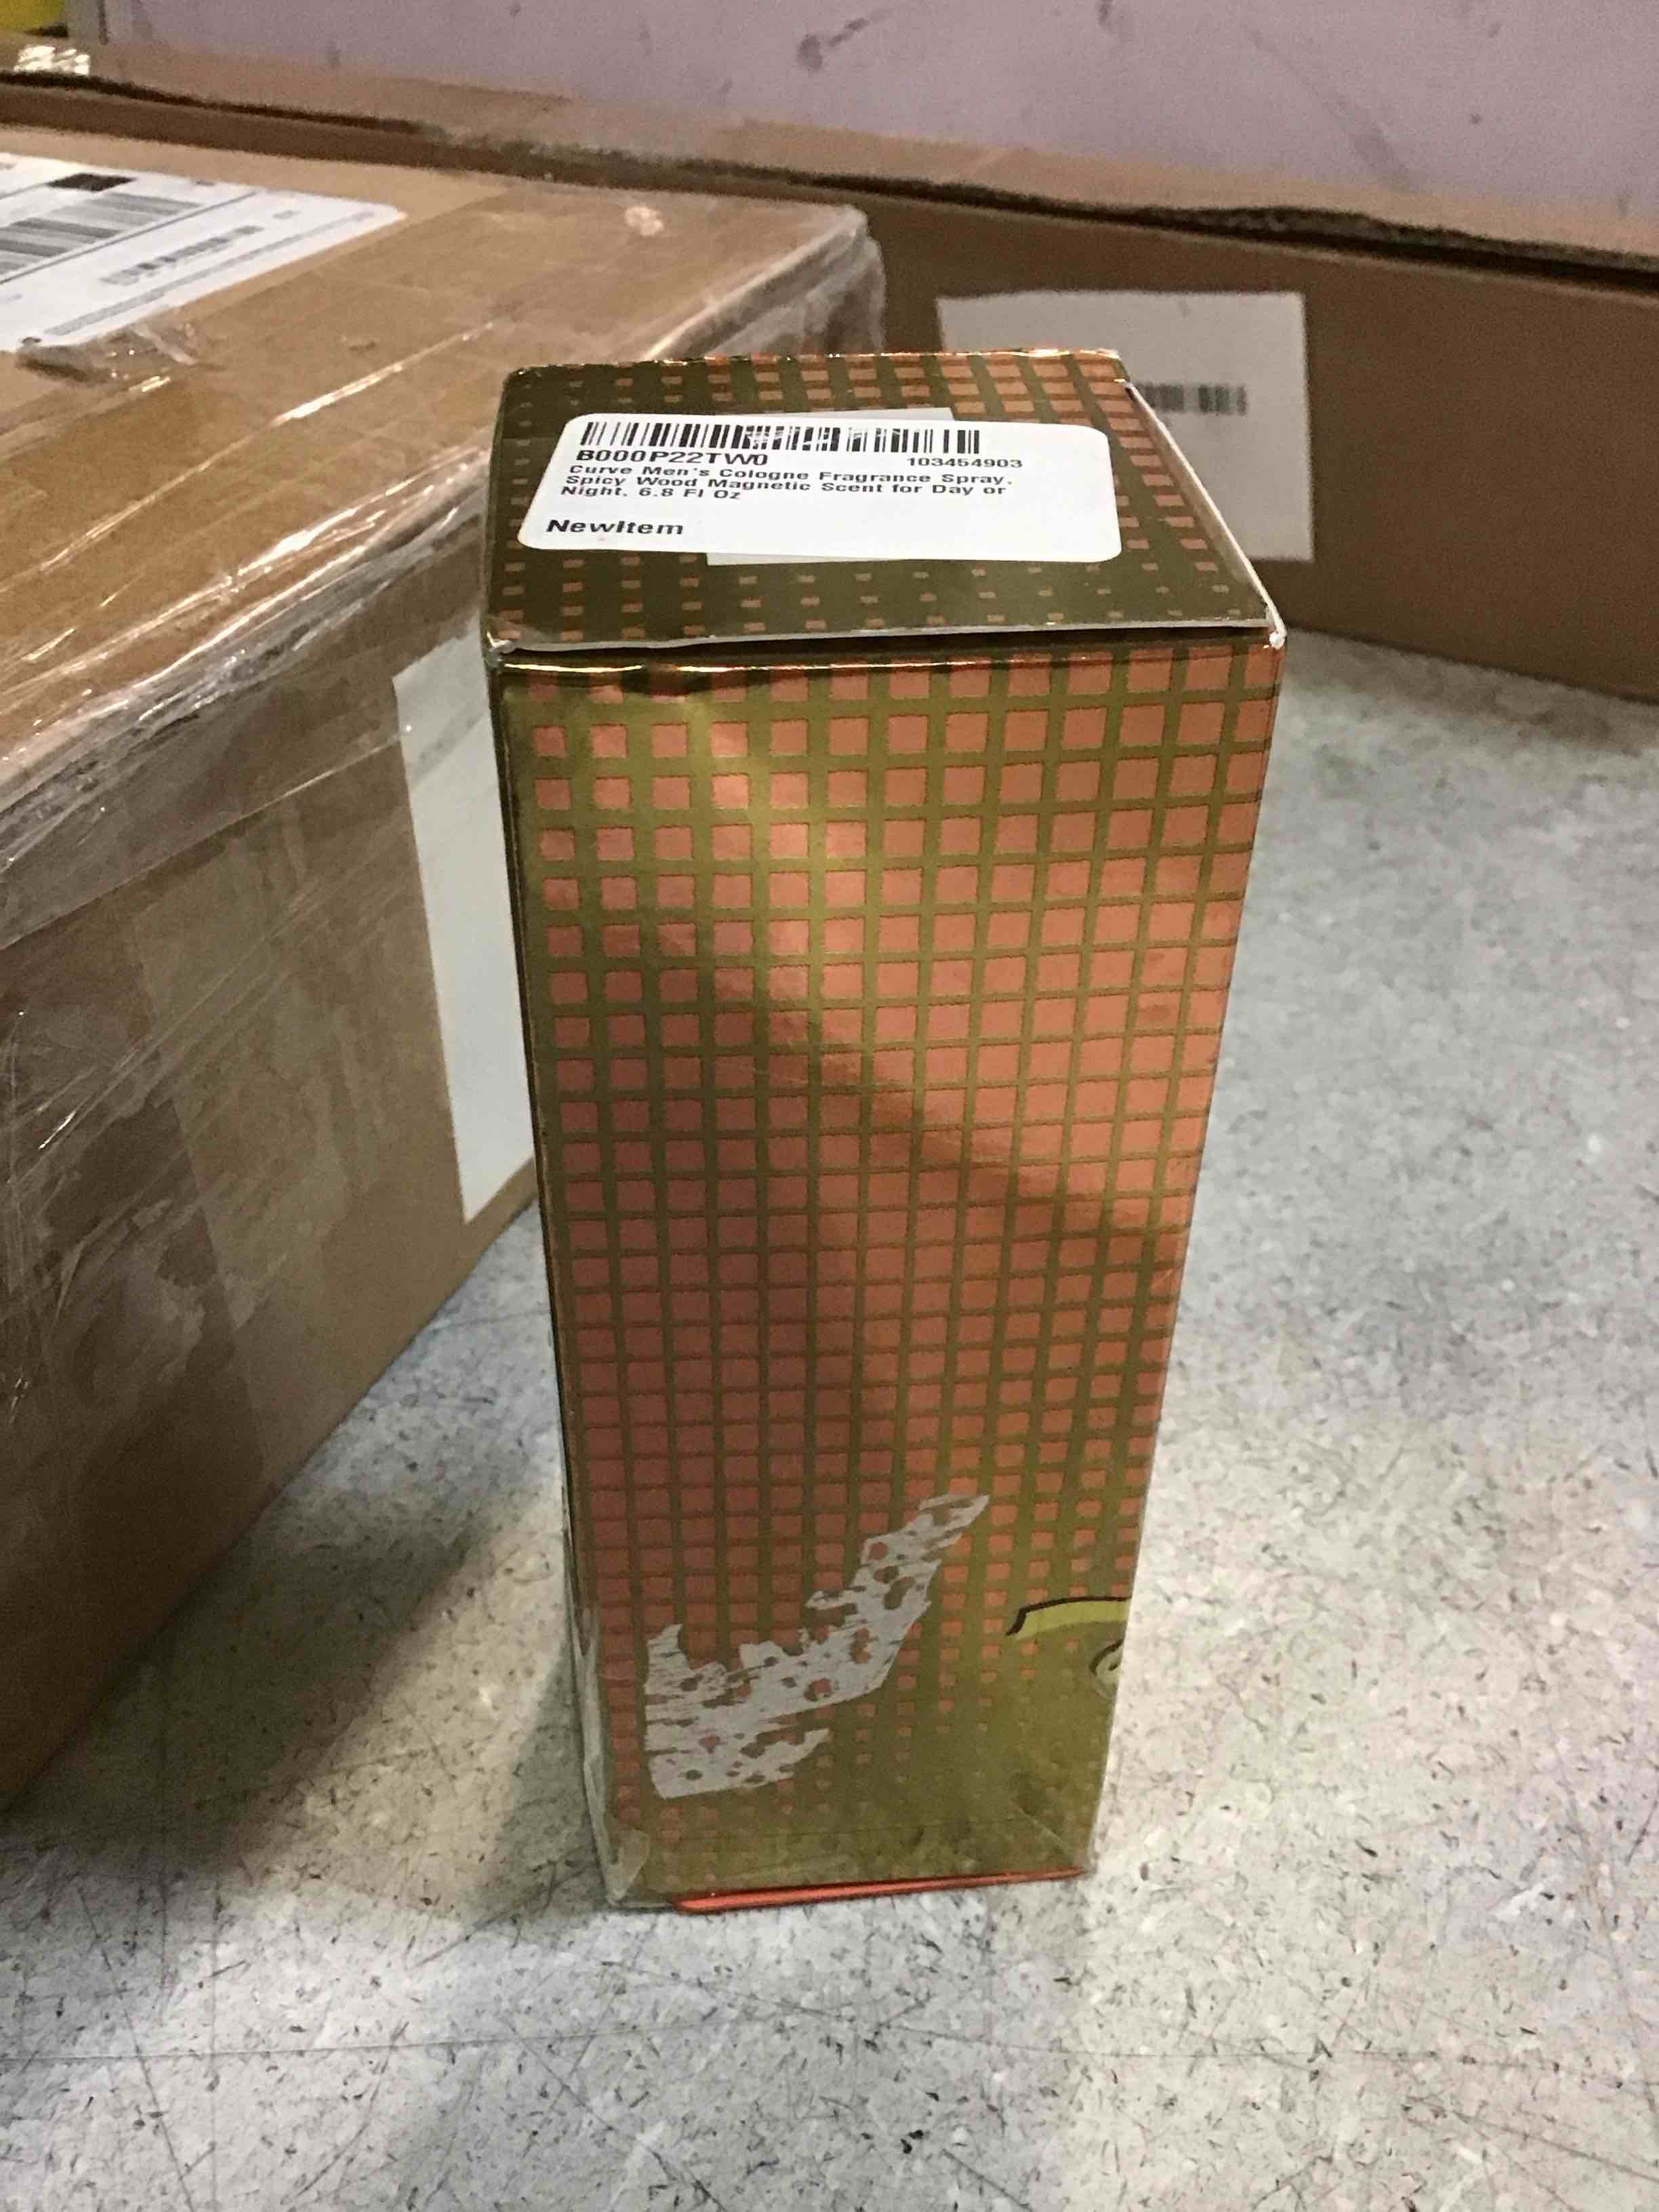 B000P22TW0 103454903
Curve Men's Cologne Fragrance Spray,
Spicy Wood Magnetic Scent for Day or
Night, 6.8 Fl Oz
NewItem